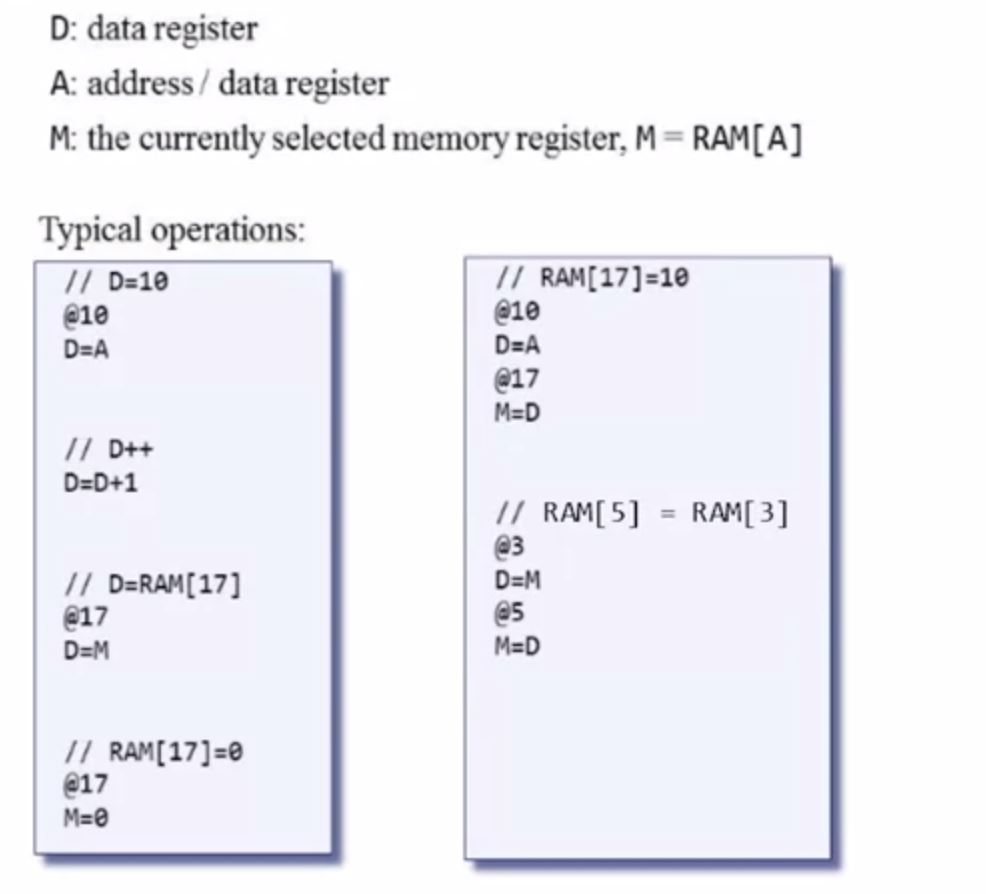 D: data register
A: address / data register
M: the currently selected memory register, M = RAM[A]
Typical operations:
// D=10
@10
D=A
// D++
D=D+1
// D=RAM[17]
@17
D=M
// RAM[17]=0
@17
M=0
// RAM[17]=10
@10
D=A
@17
M=D
// RAM[5] = RAM[3]
@3
D=M
@5
M=D